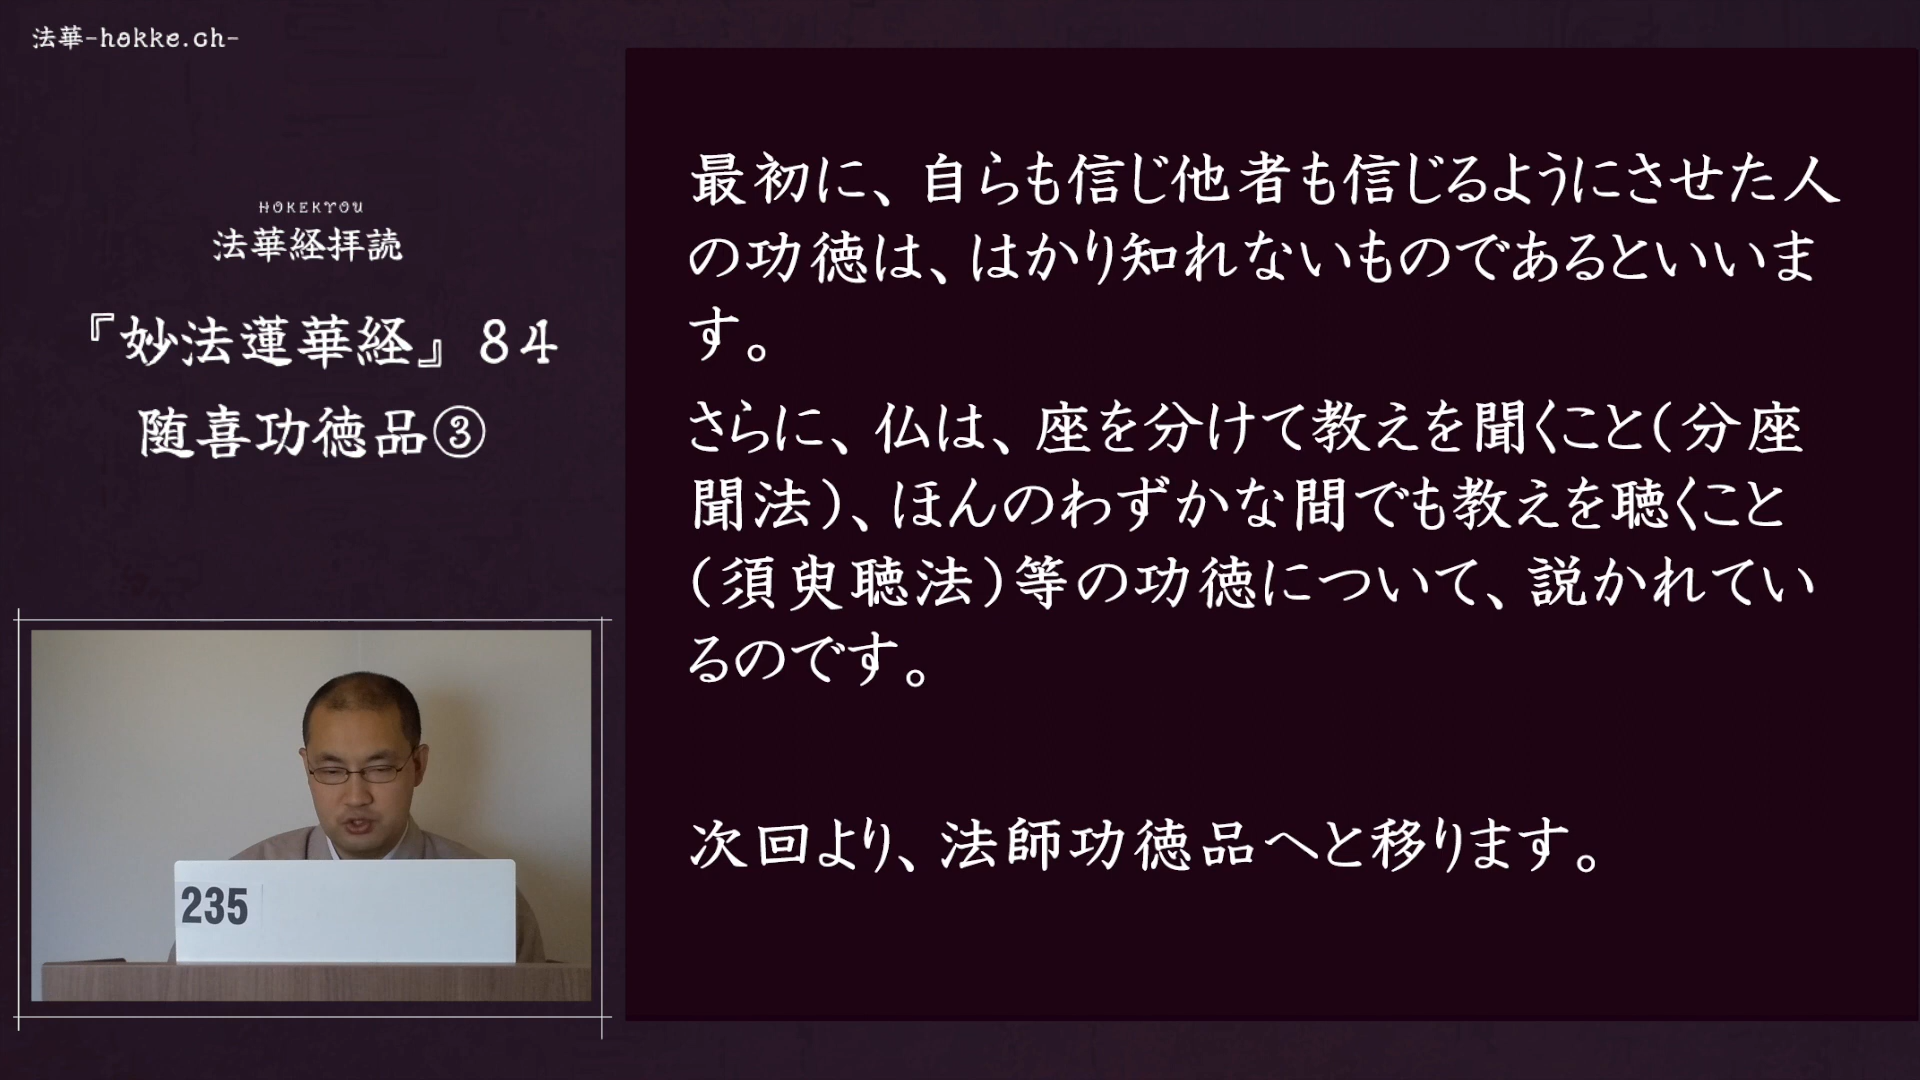 法華-hokke.ch-
HOKEKYOU
法華経拝読
『妙法蓮華経』84
随喜功徳品③
最初に、自らも信じ他者も信じるようにさせた人
の功徳は、はかり知れないものであるといいま
す。
さらに、仏は、座を分けて教えを聞くこと（分座
聞法）、ほんのわずかな間でも教えを聴くこと
（須臾聴法）等の功徳について、説かれてい
るのです。
次回より、法師功徳品へと移ります。
235